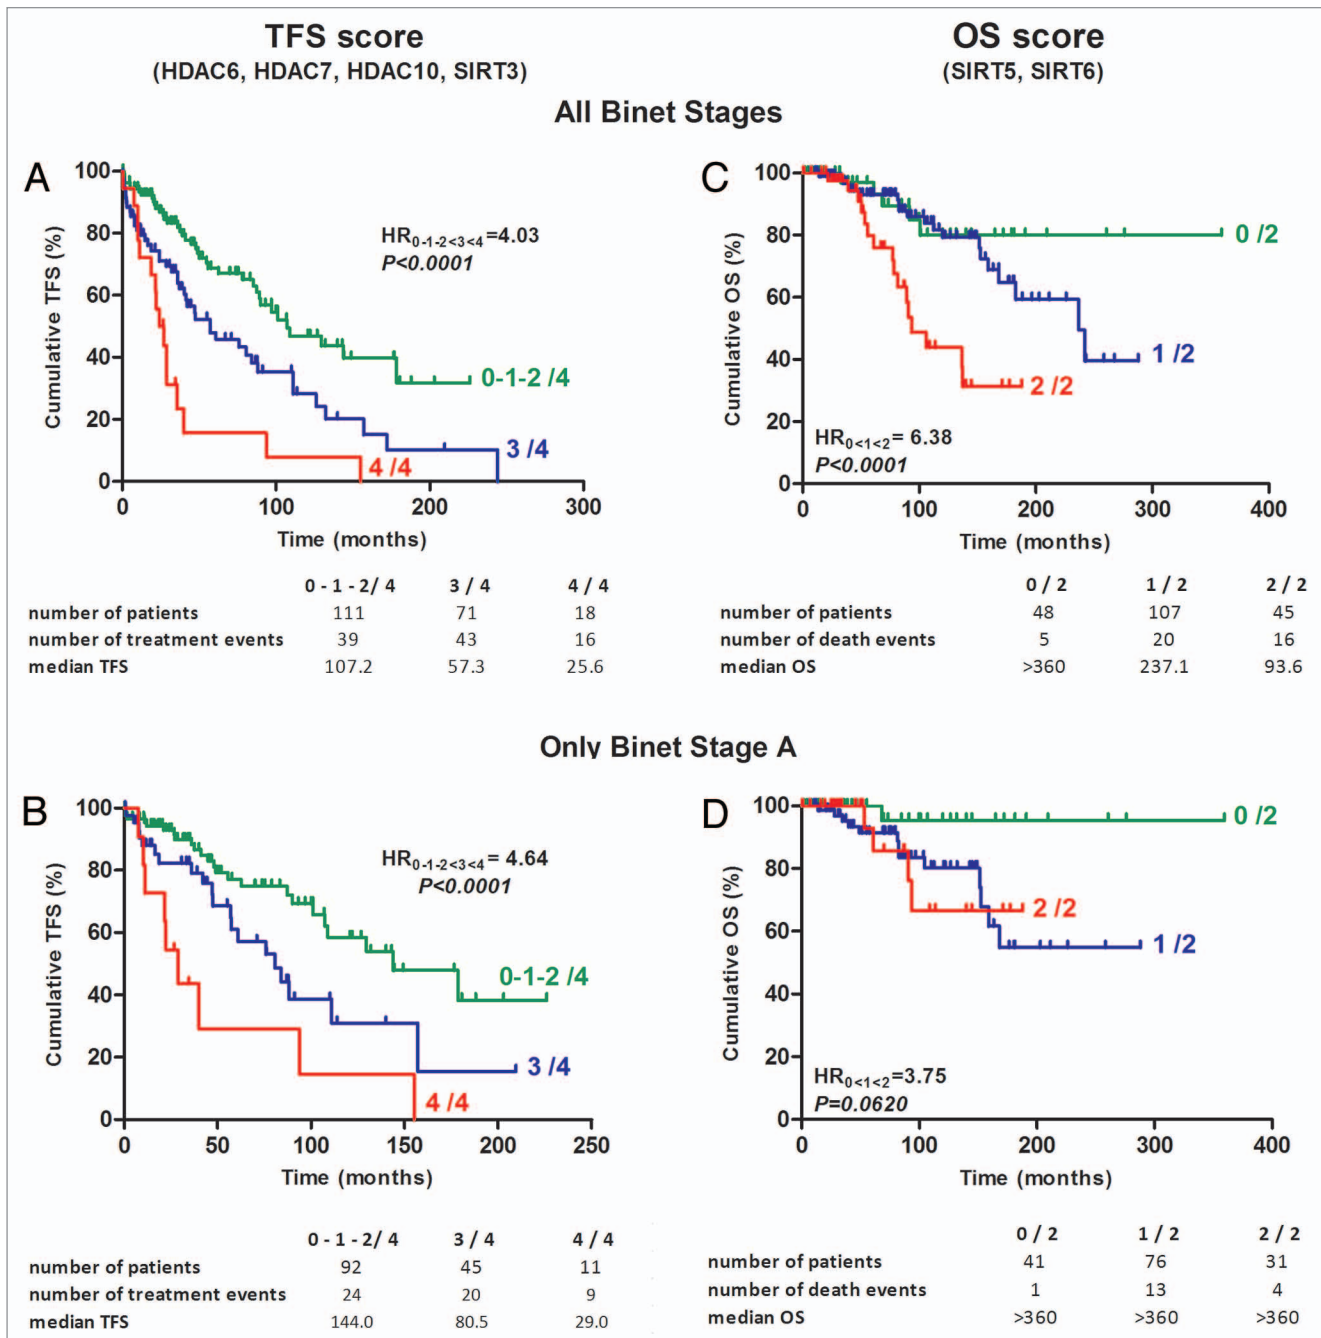 TFS score
(HDAC6, HDAC7, HDAC10, SIRT3)
OS score
(SIRT5, SIRT6)
All Binet Stages
A
100
80
60
40
20
0
Cumulative TFS (%)
HR0-1-2<3<4=4.03
P<0.0001
0-1-2 /4
3 /4
4 /4
0 100 200 300
Time (months)
0 - 1 - 2/ 4 3 / 4 4 / 4
number of patients 111 71 18
number of treatment events 39 43 16
median TFS 107.2 57.3 25.6
C
100
80
60
40
20
0
Cumulative OS (%)
0 /2
1 /2
2 /2
HR0<1<2= 6.38
P<0.0001
0 100 200 300 400
Time (months)
0 / 2 1 / 2 2 / 2
number of patients 48 107 45
number of death events 5 20 16
median OS >360 237.1 93.6
Only Binet Stage A
B
100
80
60
40
20
0
Cumulative TFS (%)
HR0-1-2<3<4= 4.64
P<0.0001
0-1-2 /4
3 /4
4 /4
0 50 100 150 200 250
Time (months)
0 - 1 - 2/ 4 3 / 4 4 / 4
number of patients 92 45 11
number of treatment events 24 20 9
median TFS 144.0 80.5 29.0
D
100
80
60
40
20
0
Cumulative OS (%)
0 /2
2 /2
1 /2
HR0<1<2=3.75
P=0.0620
0 100 200 300 400
Time (months)
0 / 2 1 / 2 2 / 2
number of patients 41 76 31
number of death events 1 13 4
median OS >360 >360 >360